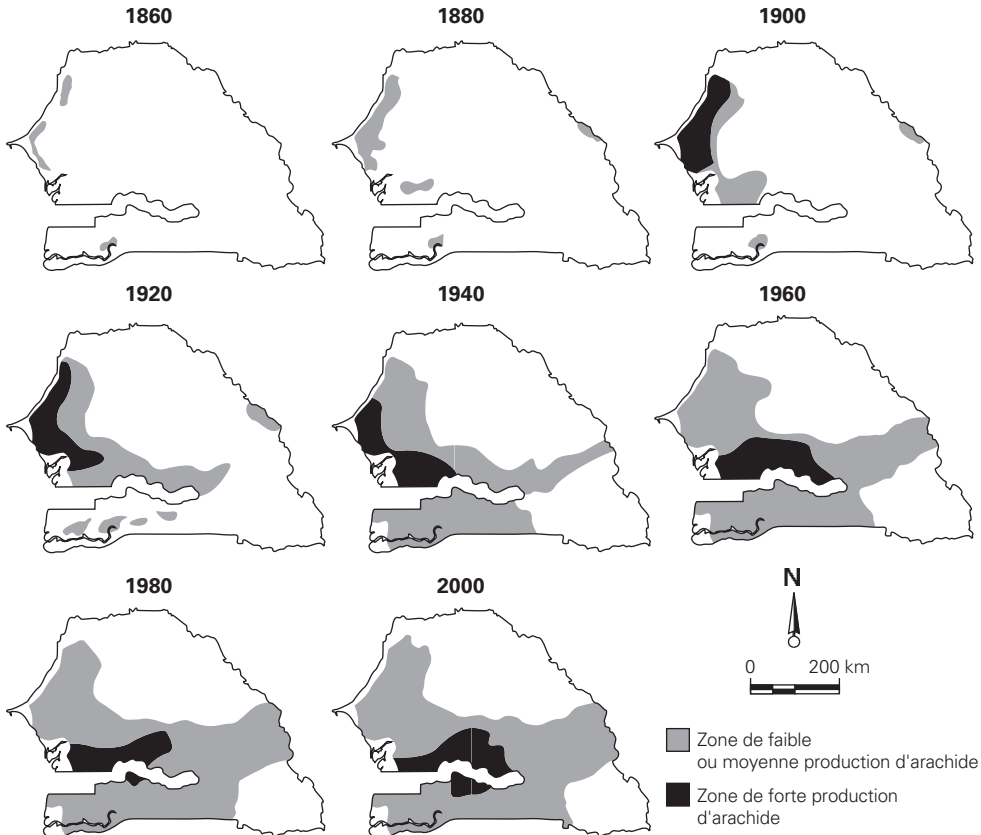 1860
1880
1900
1920
1940
1960
1980
2000
N
0 200 km
Zone de faible
ou moyenne production d'arachide
Zone de forte production
d'arachide